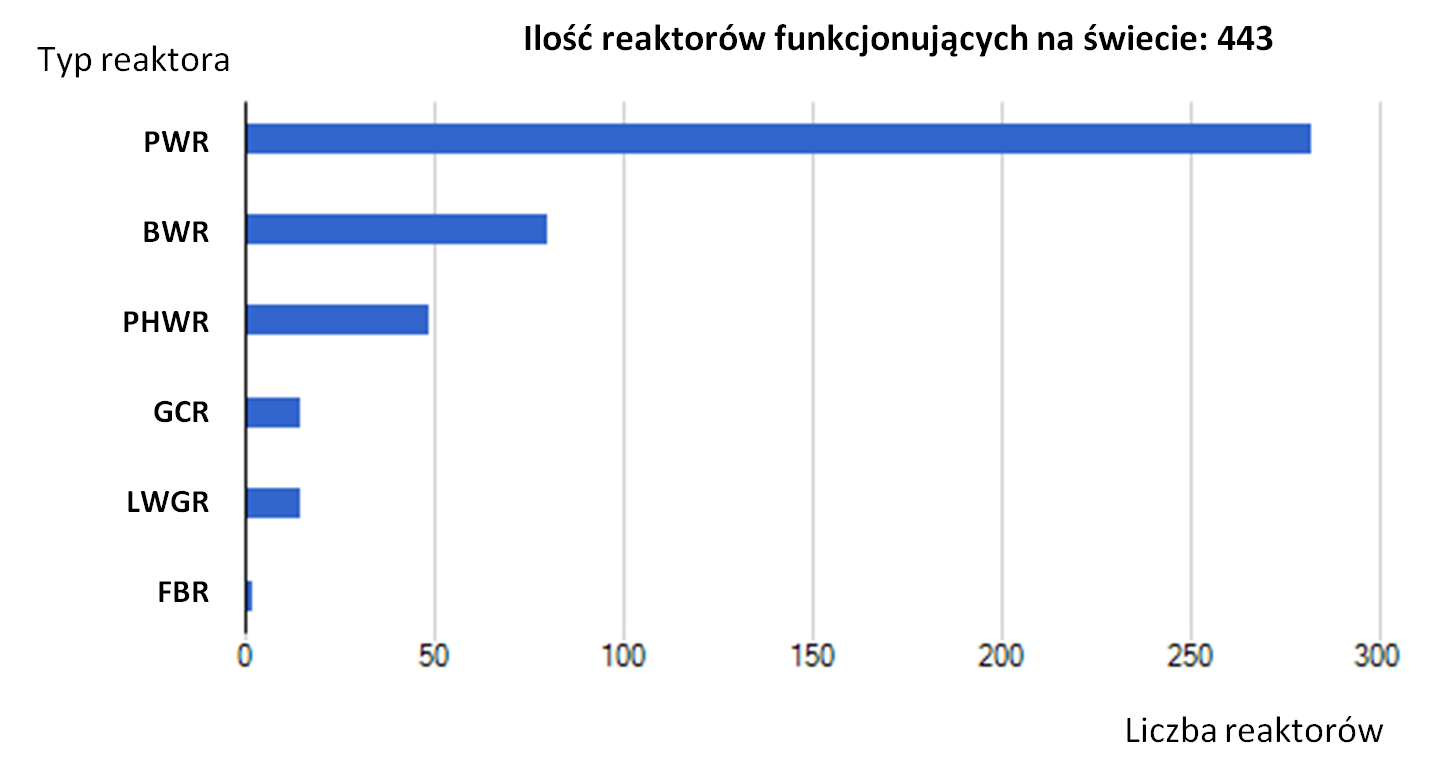 Ilość reaktorów funkcjonujących na świecie: 443
Typ reaktora
PWR
BWR
PHWR
GCR
LWGR
FBR
0 50 100 150 200 250 300
Liczba reaktorów